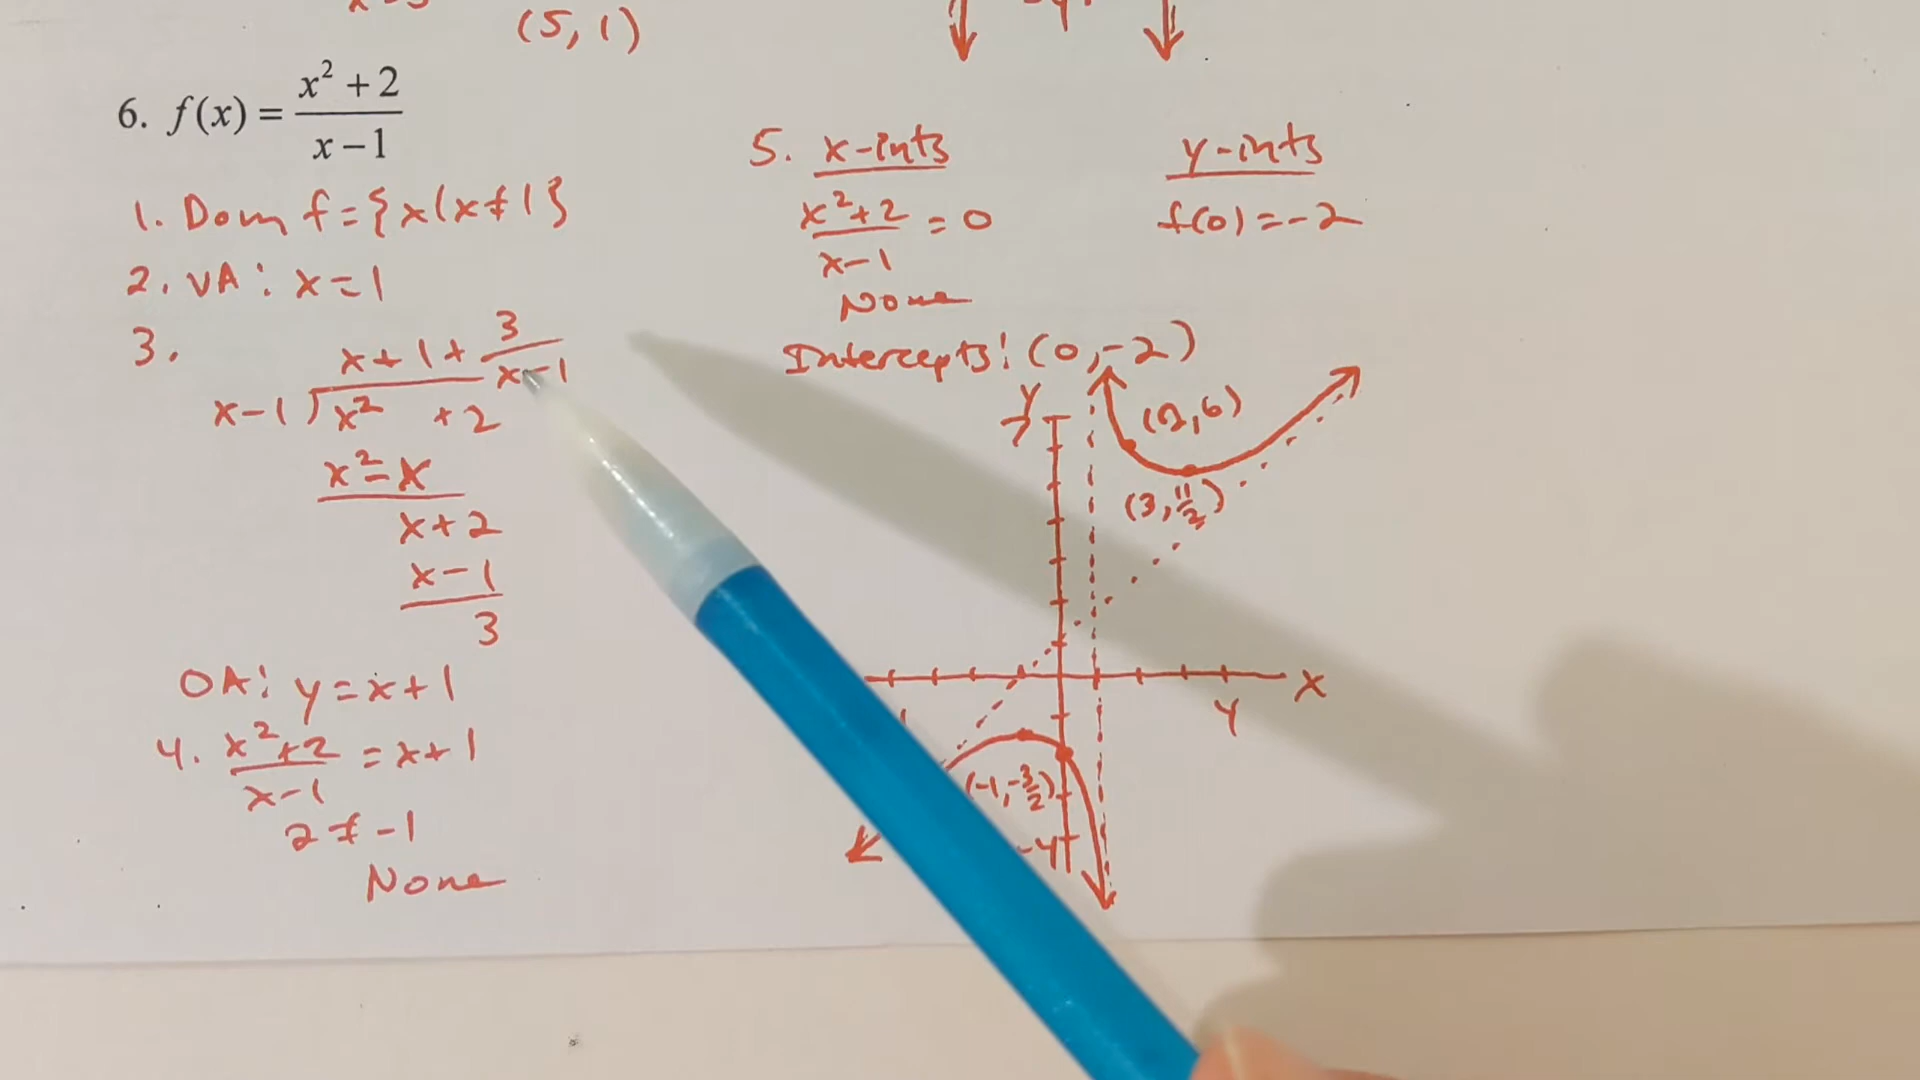 (5, 1)
6. f(x) = (x² + 2)/(x − 1)
1. Dom f = {x | x ≠ 1}
2. VA: x = 1
3.
x + 1 + 3/(x − 1)
x − 1 ) x² + 2
x² − x
x + 2
x − 1
3
OA: y = x + 1
4. (x² + 2)/(x − 1) = x + 1
2 ≠ −1
None
5. x-ints
(x² + 2)/(x − 1) = 0
None
y-ints
f(0) = −2
Intercepts: (0, −2)
y
7
(2, 6)
(3, 11/2)
x
4
(−1, −3/2)
−4